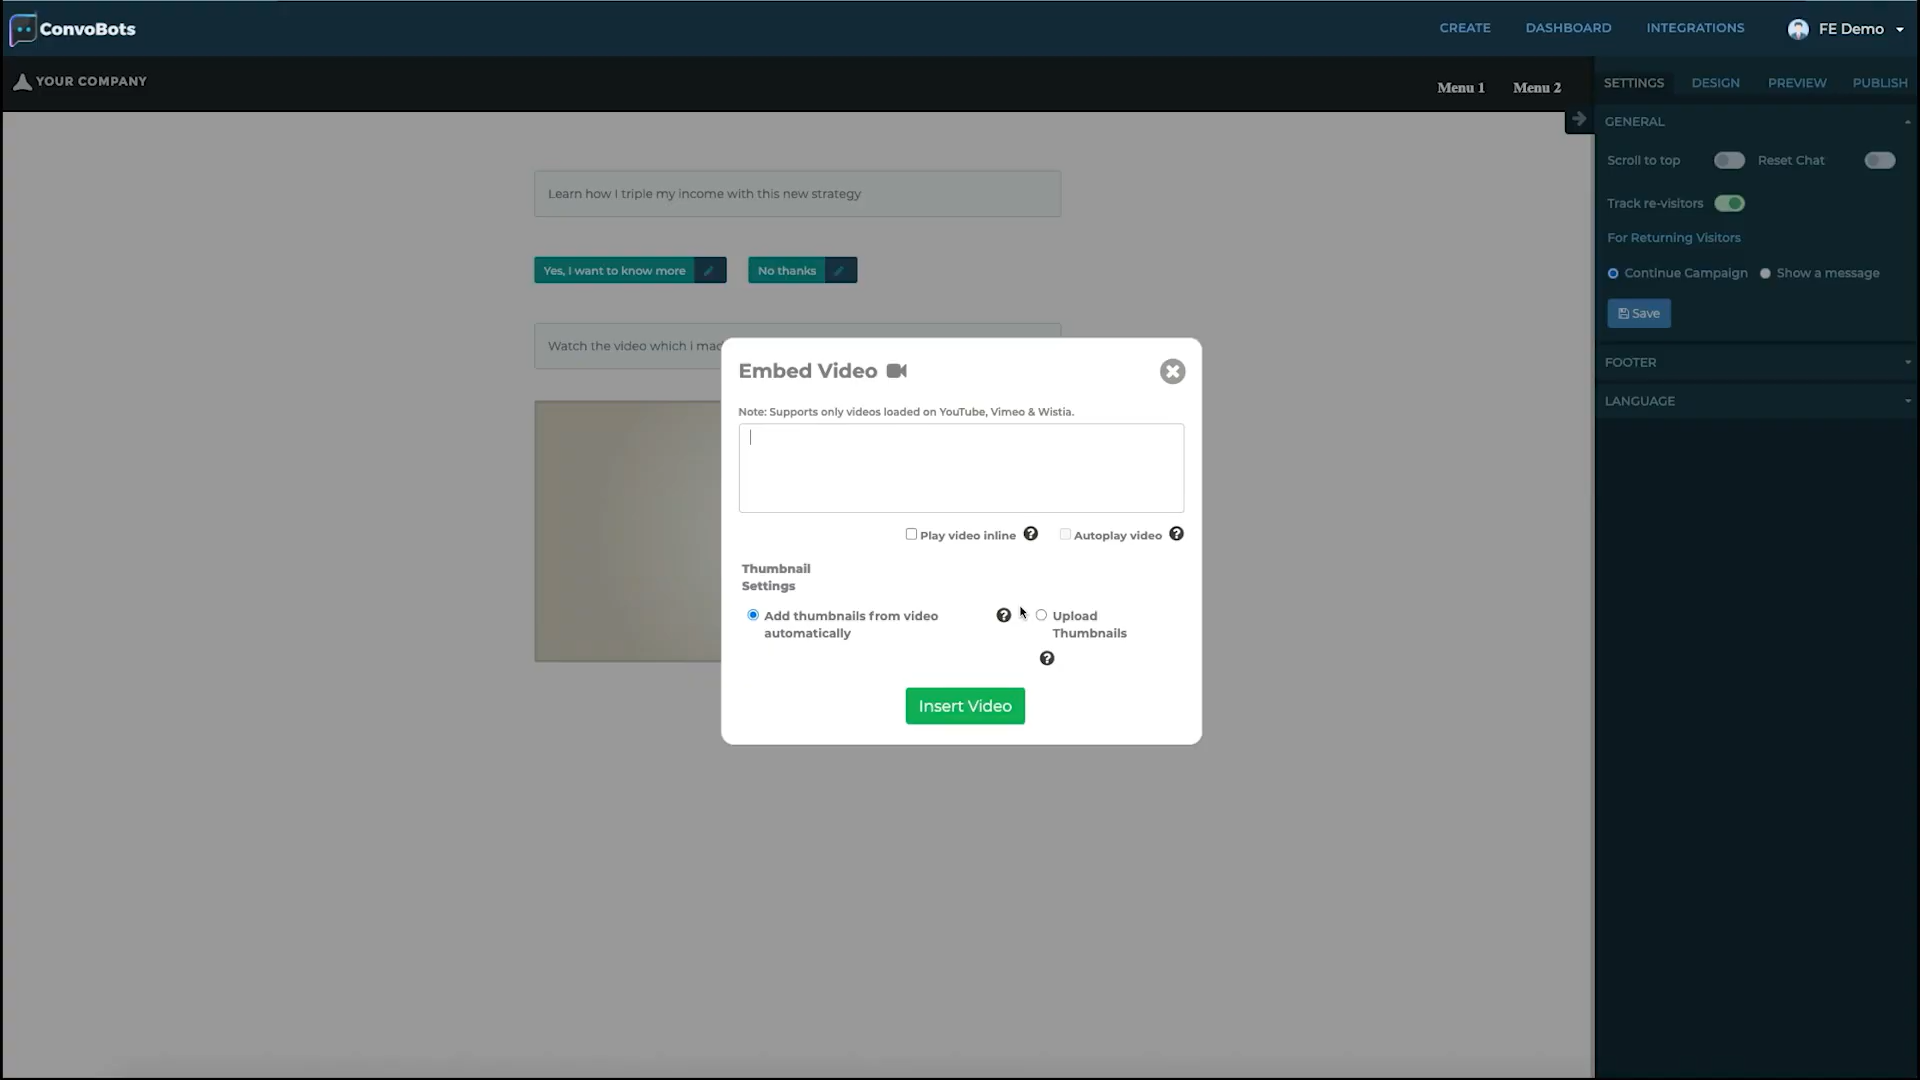 ConvoBots
CREATE
DASHBOARD
INTEGRATIONS
FE Demo
YOUR COMPANY
Menu 1
Menu 2
SETTINGS
DESIGN
PREVIEW
PUBLISH
GENERAL
Scroll to top
Reset Chat
Track re-visitors
For Returning Visitors
Continue Campaign
Show a message
Save
FOOTER
LANGUAGE
Learn how I triple my income with this new strategy
Yes, I want to know more
No thanks
Watch the video which i mad
Embed Video
Note: Supports only videos loaded on YouTube, Vimeo & Wistia.
Play video inline
Autoplay video
Thumbnail
Settings
Add thumbnails from video
automatically
Upload
Thumbnails
Insert Video